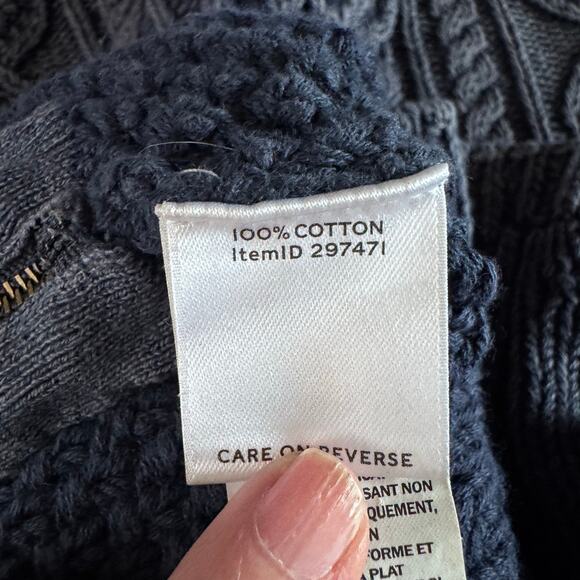 100% COTTON
ItemID 297471
CARE ON REVERSE
SANT NON
QUEMENT,
N
FORME ET
A PLAT